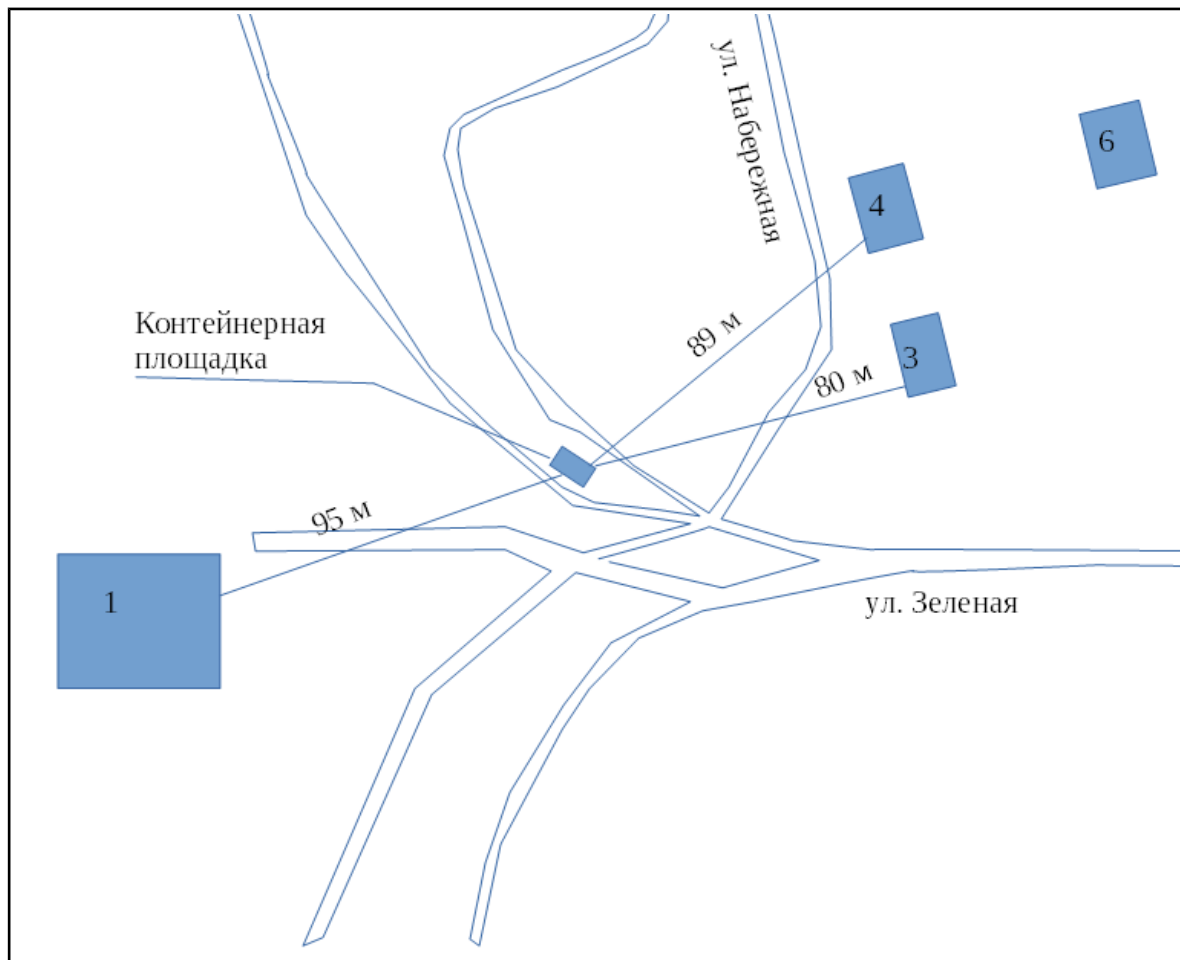 ул. Набережная
6
4
Контейнерная
площадка
89 м
3
80 м
95 м
1
ул. Зеленая